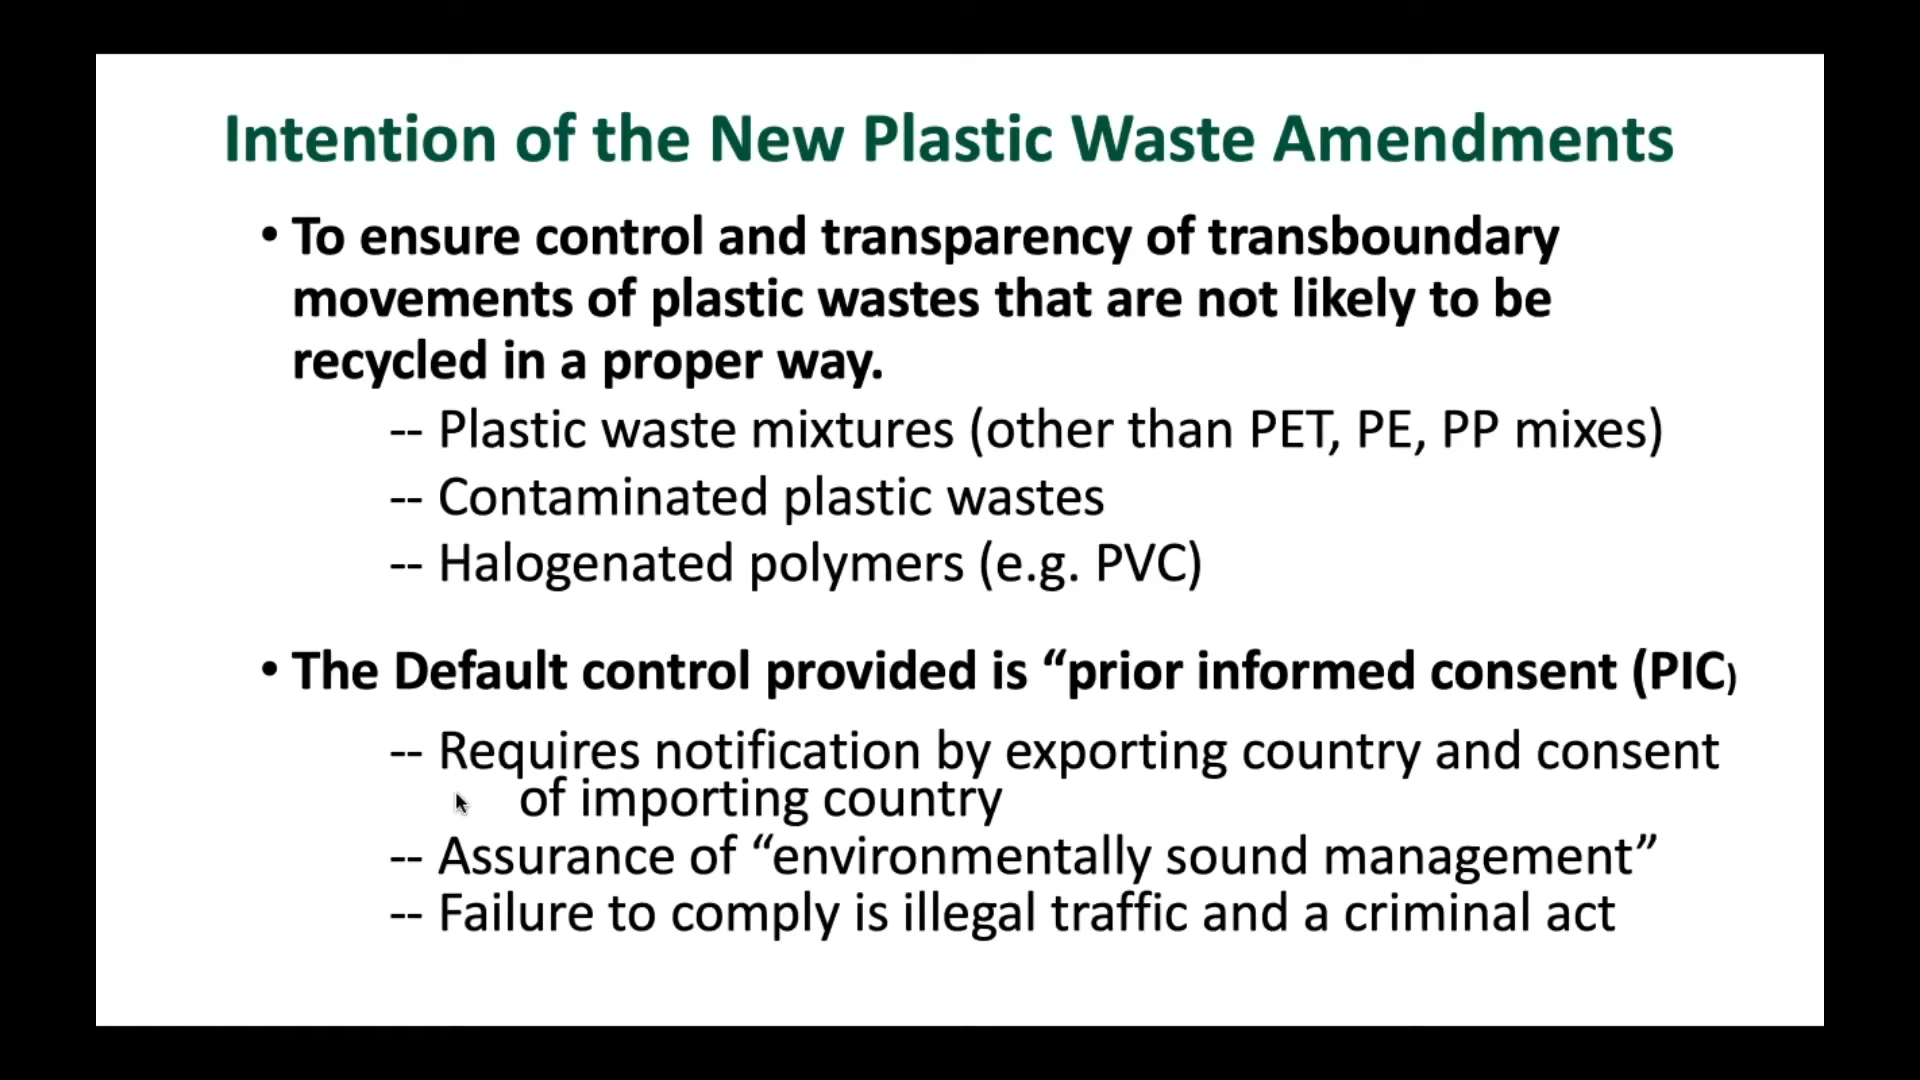 Intention of the New Plastic Waste Amendments
• To ensure control and transparency of transboundary
movements of plastic wastes that are not likely to be
recycled in a proper way.
-- Plastic waste mixtures (other than PET, PE, PP mixes)
-- Contaminated plastic wastes
-- Halogenated polymers (e.g. PVC)
• The Default control provided is “prior informed consent (PIC)
-- Requires notification by exporting country and consent
of importing country
-- Assurance of “environmentally sound management”
-- Failure to comply is illegal traffic and a criminal act